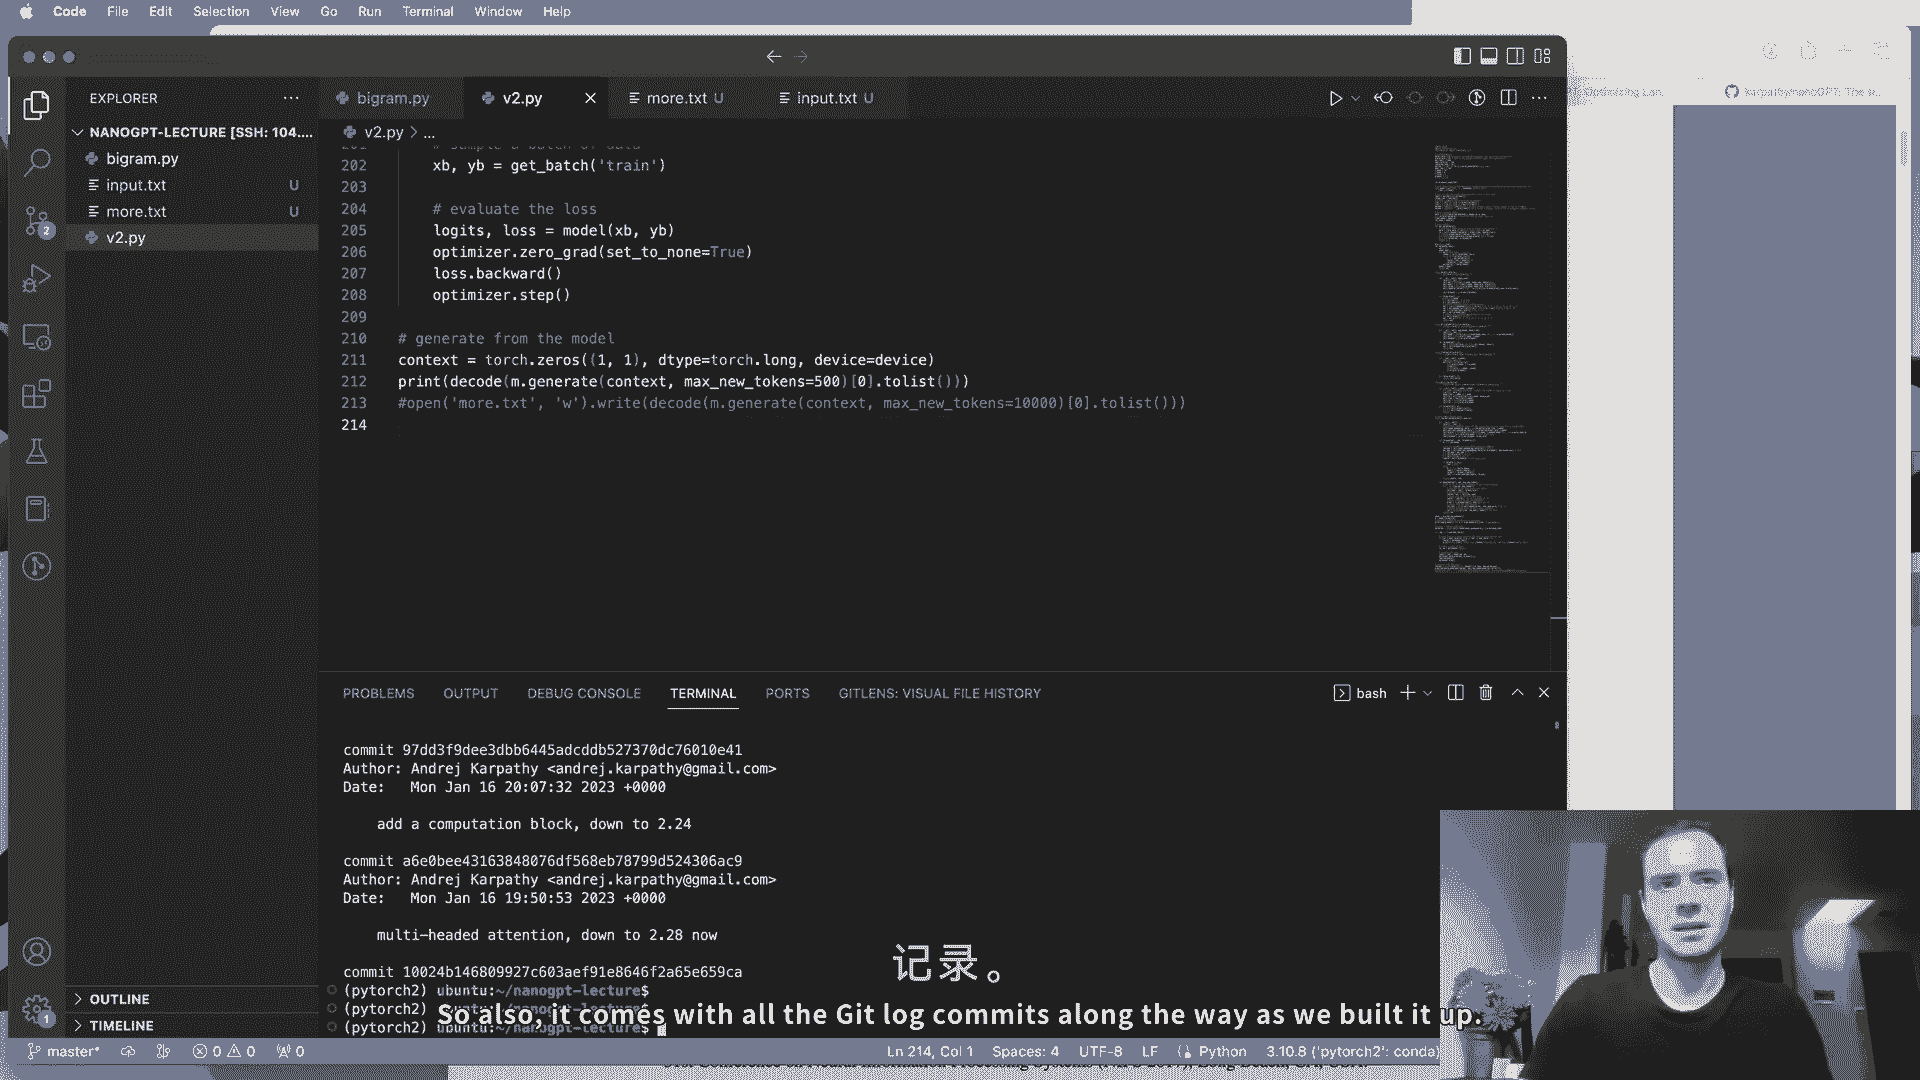 Code File Edit Selection View Go Run Terminal Window Help
EXPLORER
NANOGPT-LECTURE [SSH: 104....
bigram.py
input.txt U
more.txt U
v2.py
OUTLINE
TIMELINE
bigram.py v2.py more.txt U input.txt U
v2.py > ...
202 xb, yb = get_batch('train')
203
204 # evaluate the loss
205 logits, loss = model(xb, yb)
206 optimizer.zero_grad(set_to_none=True)
207 loss.backward()
208 optimizer.step()
209
210 # generate from the model
211 context = torch.zeros((1, 1), dtype=torch.long, device=device)
212 print(decode(m.generate(context, max_new_tokens=500)[0].tolist()))
213 #open('more.txt', 'w').write(decode(m.generate(context, max_new_tokens=10000)[0].tolist()))
214
PROBLEMS OUTPUT DEBUG CONSOLE TERMINAL PORTS GITLENS: VISUAL FILE HISTORY
bash
commit 97dd3f9dee3dbb6445adcddb527370dc76010e41
Author: Andrej Karpathy <andrej.karpathy@gmail.com>
Date: Mon Jan 16 20:07:32 2023 +0000
add a computation block, down to 2.24
commit a6e0bee43163848076df568eb78799d524306ac9
Author: Andrej Karpathy <andrej.karpathy@gmail.com>
Date: Mon Jan 16 19:50:53 2023 +0000
multi-headed attention, down to 2.28 now
commit 10024b146809927c603aef91e8646f2a65e659ca
(pytorch2) ubuntu:~/nanogpt-lecture$
(pytorch2) ubuntu:~/nanogpt-lecture$
(pytorch2) ubuntu:~/nanogpt-lecture$
记录。
So also, it comes with all the Git log commits along the way as we built it up.
master* 0 0 0
Ln 214, Col 1 Spaces: 4 UTF-8 LF Python 3.10.8 ('pytorch2': conda)